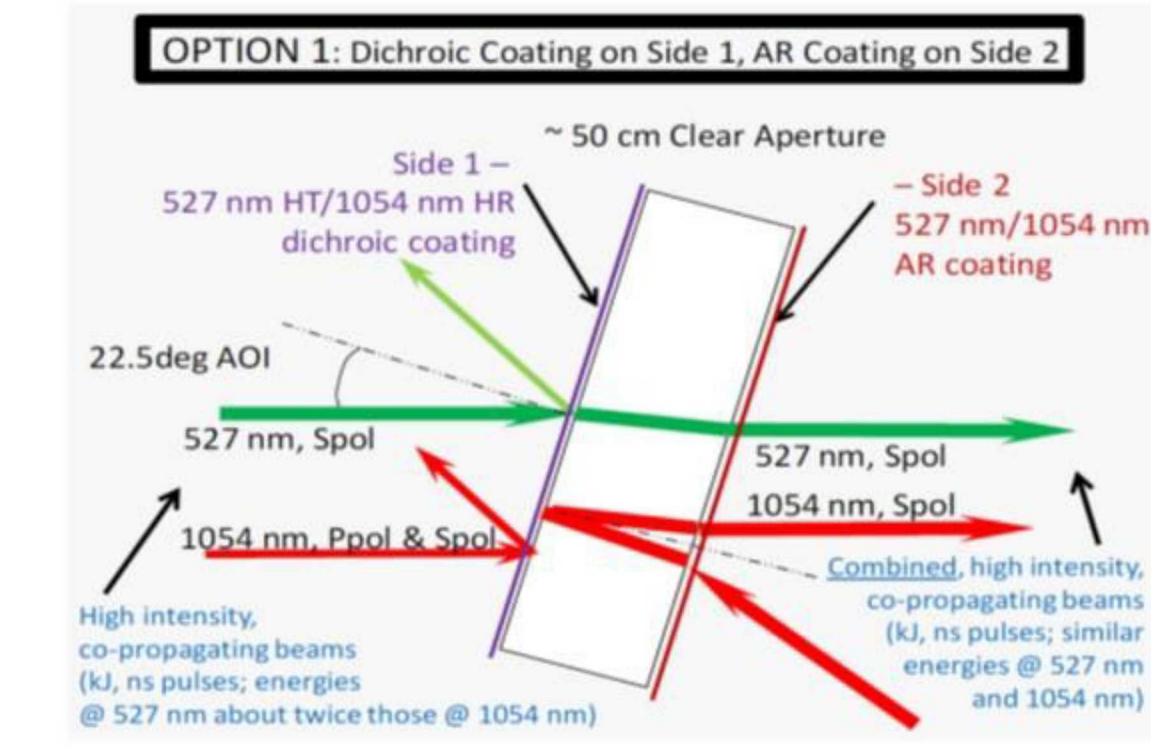 OPTION 1: Dichroic Coating on Side 1, AR Coating on Side 2
~ 50 cm Clear Aperture
Side 1 –
527 nm HT/1054 nm HR
dichroic coating
– Side 2
527 nm/1054 nm
AR coating
22.5deg AOI
527 nm, Spol
527 nm, Spol
1054 nm, Spol
1054 nm, Ppol & Spol
High intensity,
co-propagating beams
(kJ, ns pulses; energies
@ 527 nm about twice those @ 1054 nm)
Combined, high intensity,
co-propagating beams
(kJ, ns pulses; similar
energies @ 527 nm
and 1054 nm)